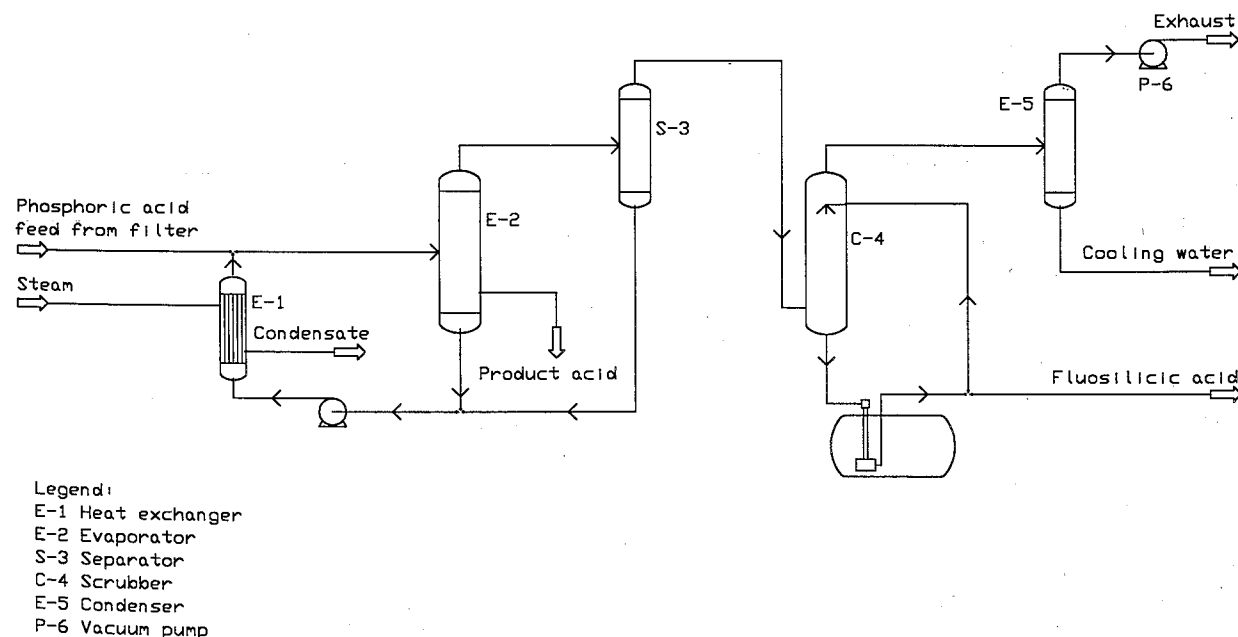 Exhaust
P-6
E-5
S-3
Phosphoric acid
feed from filter
E-2
C-4
Cooling water
Steam
E-1
Condensate
Product acid
Fluosilicic acid
Legend:
E-1 Heat exchanger
E-2 Evaporator
S-3 Separator
C-4 Scrubber
E-5 Condenser
P-6 Vacuum pump